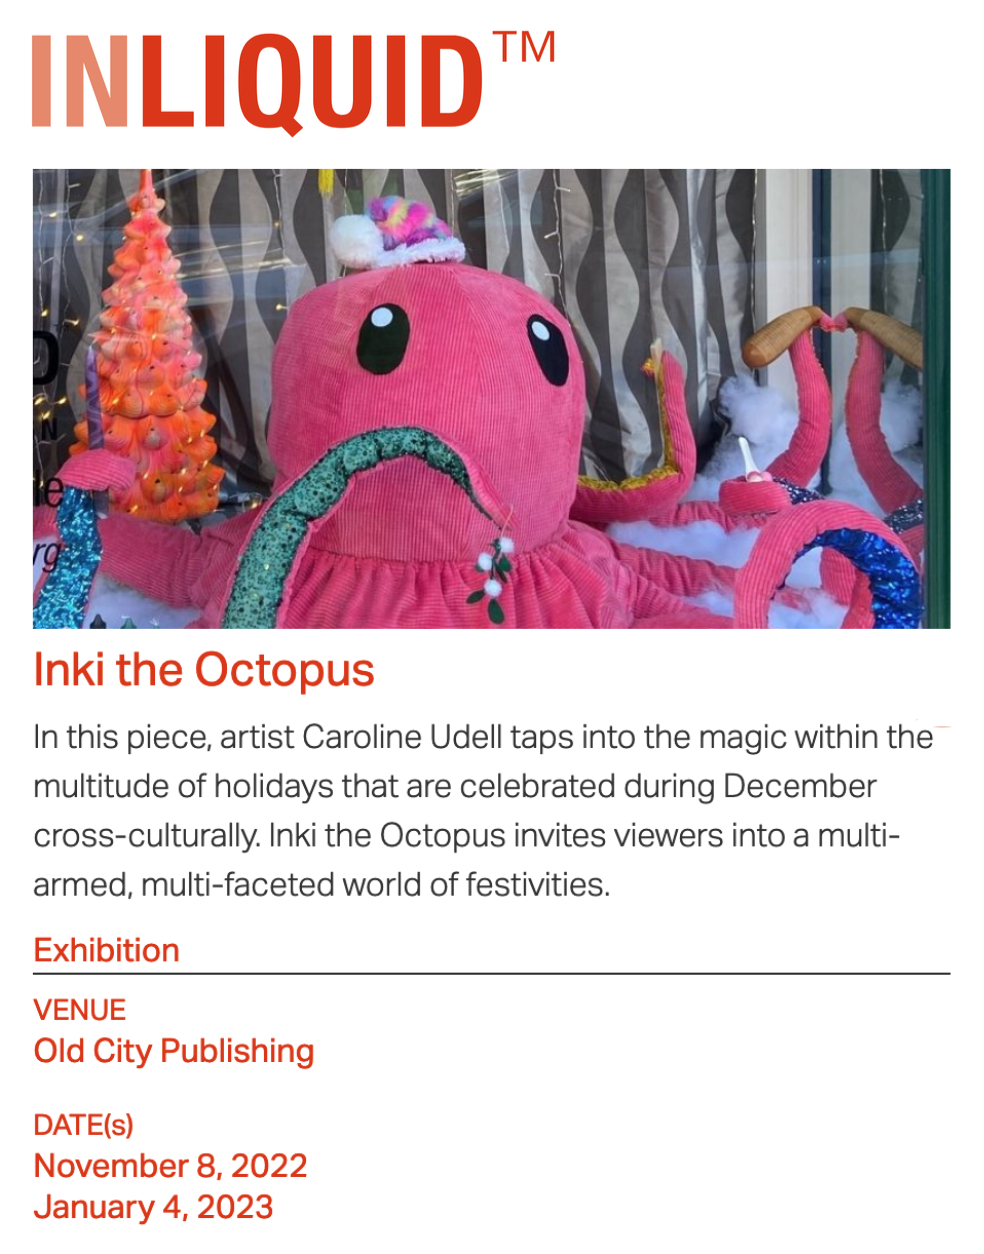 INLIQUID™
Inki the Octopus
In this piece, artist Caroline Udell taps into the magic within the
multitude of holidays that are celebrated during December
cross-culturally. Inki the Octopus invites viewers into a multi-
armed, multi-faceted world of festivities.
Exhibition
VENUE
Old City Publishing
DATE(s)
November 8, 2022
January 4, 2023